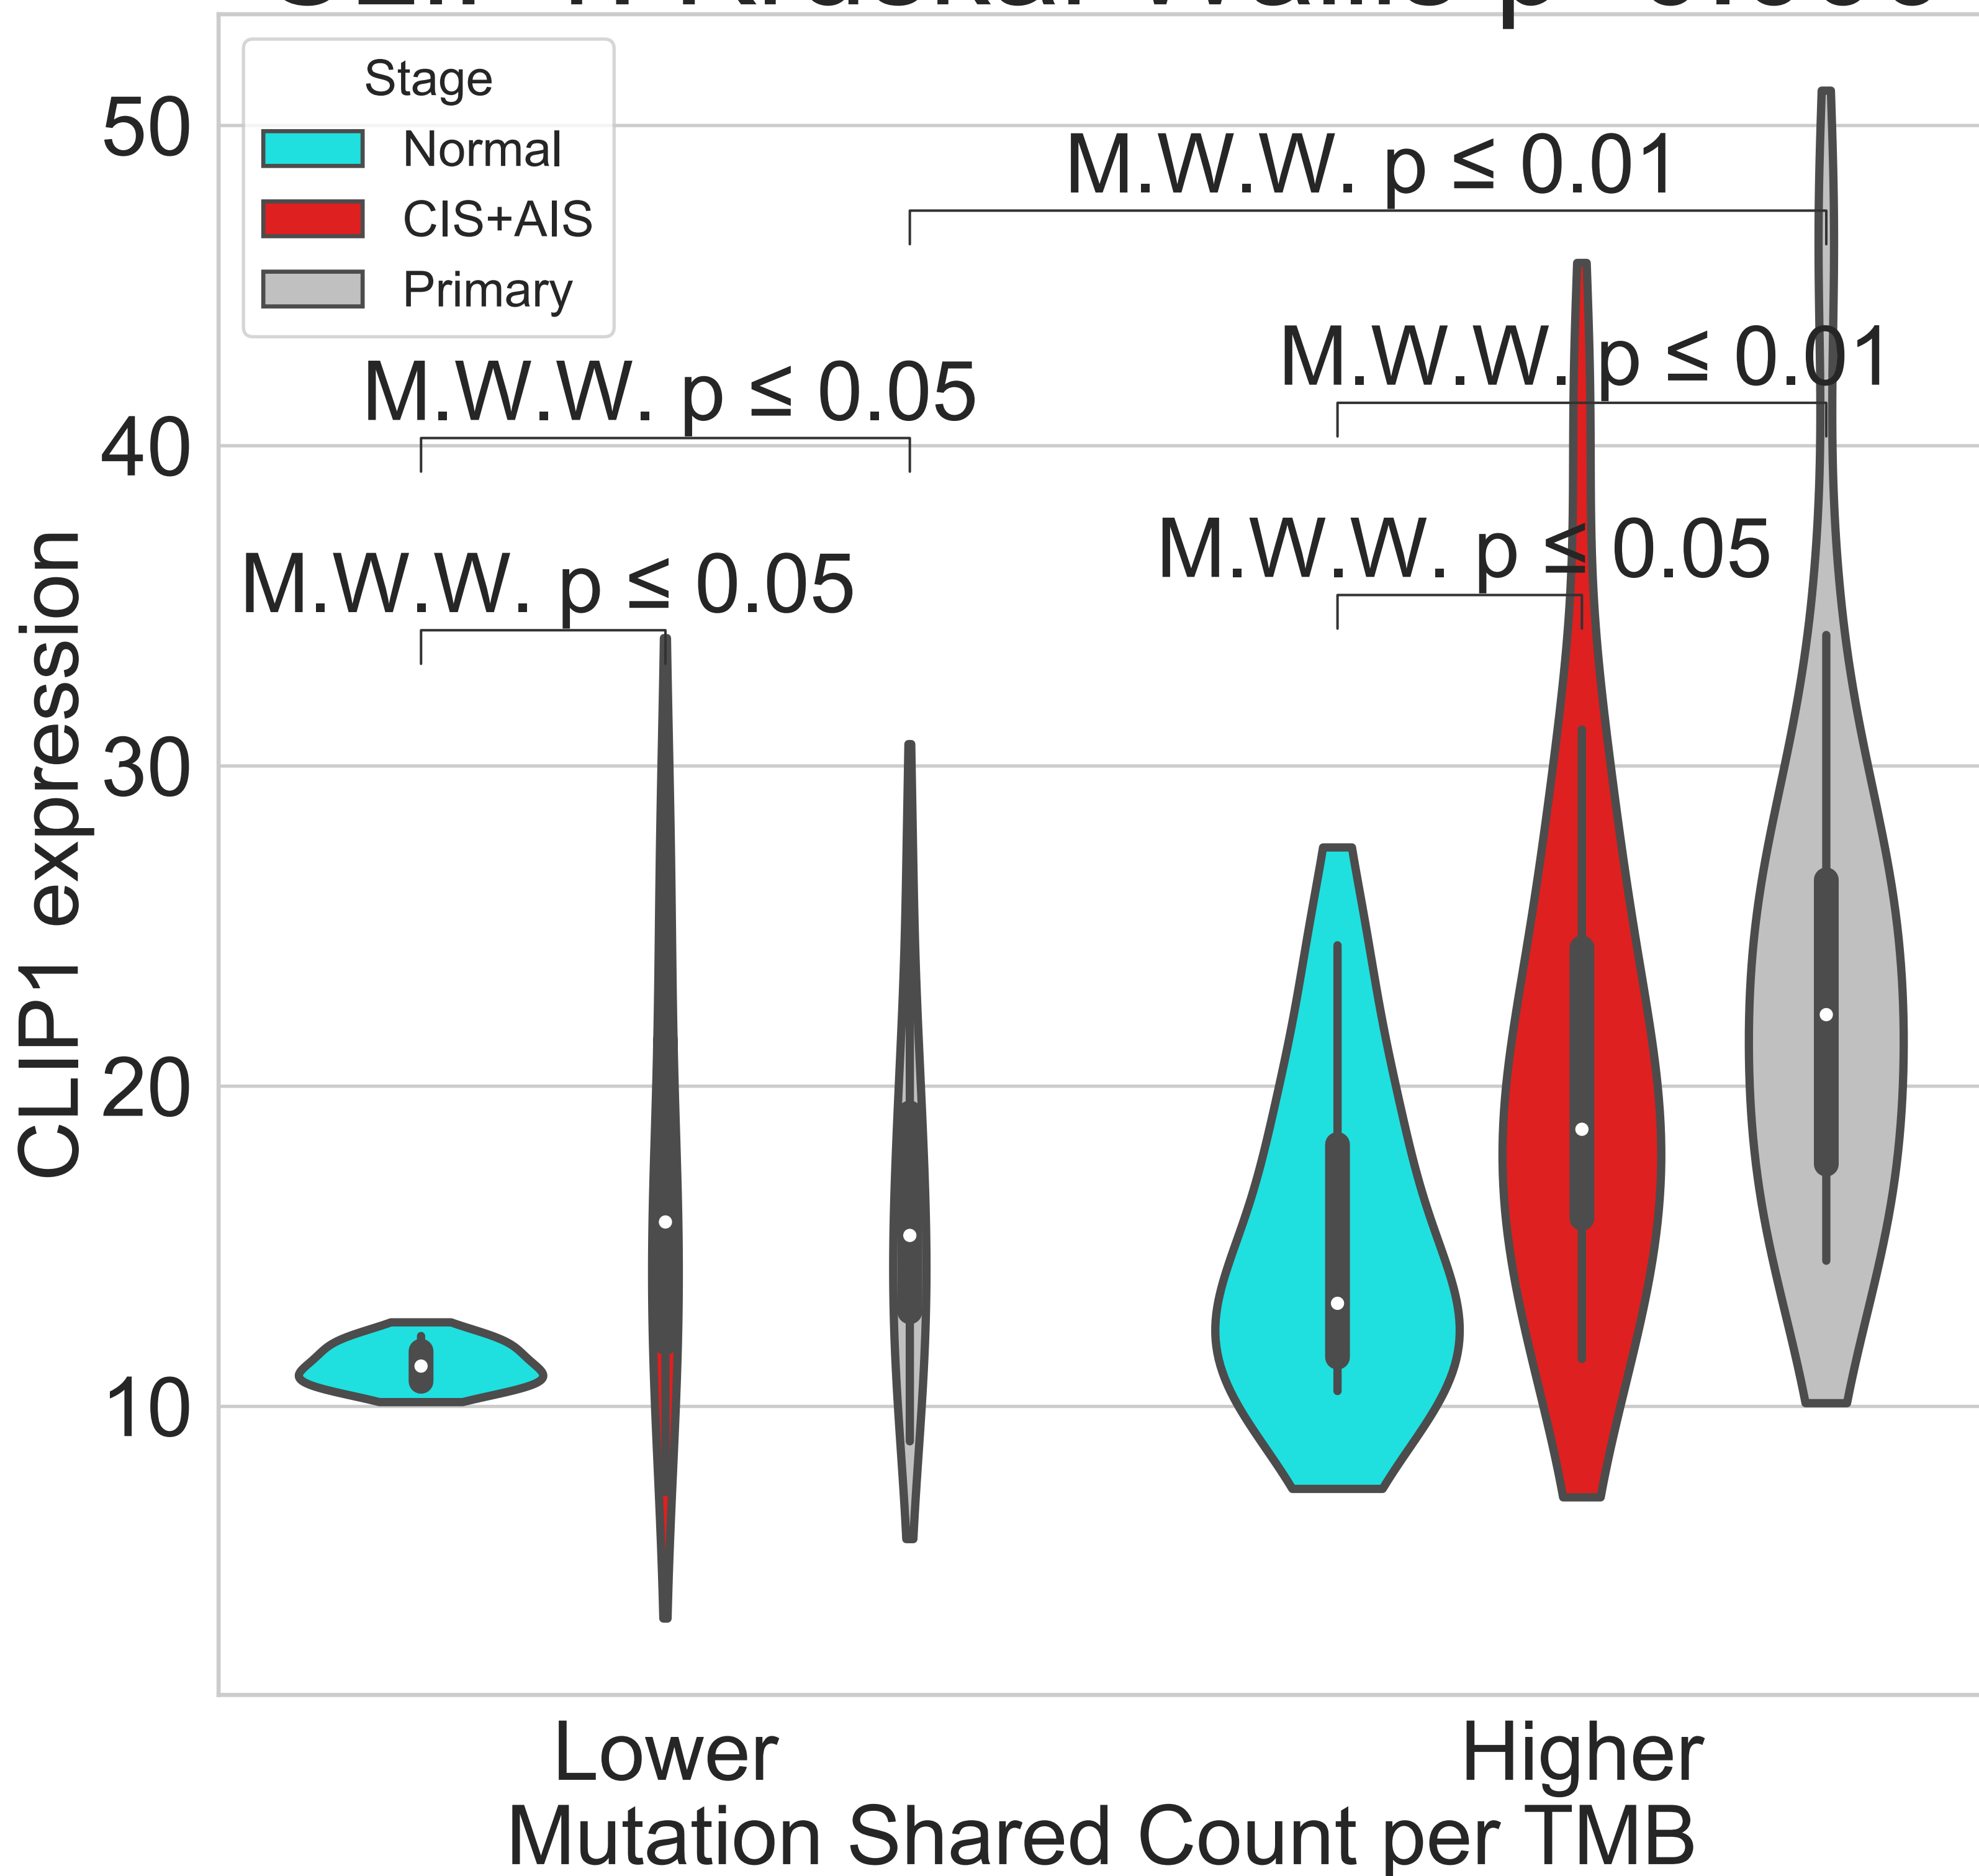 Stage
Normal
CIS+AIS
Primary
M.W.W. p ≤ 0.01
M.W.W. p ≤ 0.01
M.W.W. p ≤ 0.05
M.W.W. p ≤ 0.05
M.W.W. p ≤ 0.05
50
40
30
20
10
CLIP1 expression
Lower
Higher
Mutation Shared Count per TMB